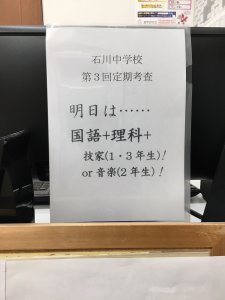 石川中学校
第3回定期考査
明日は……
国語+理科+
技家(1・3年生)!
or 音楽(2年生)!